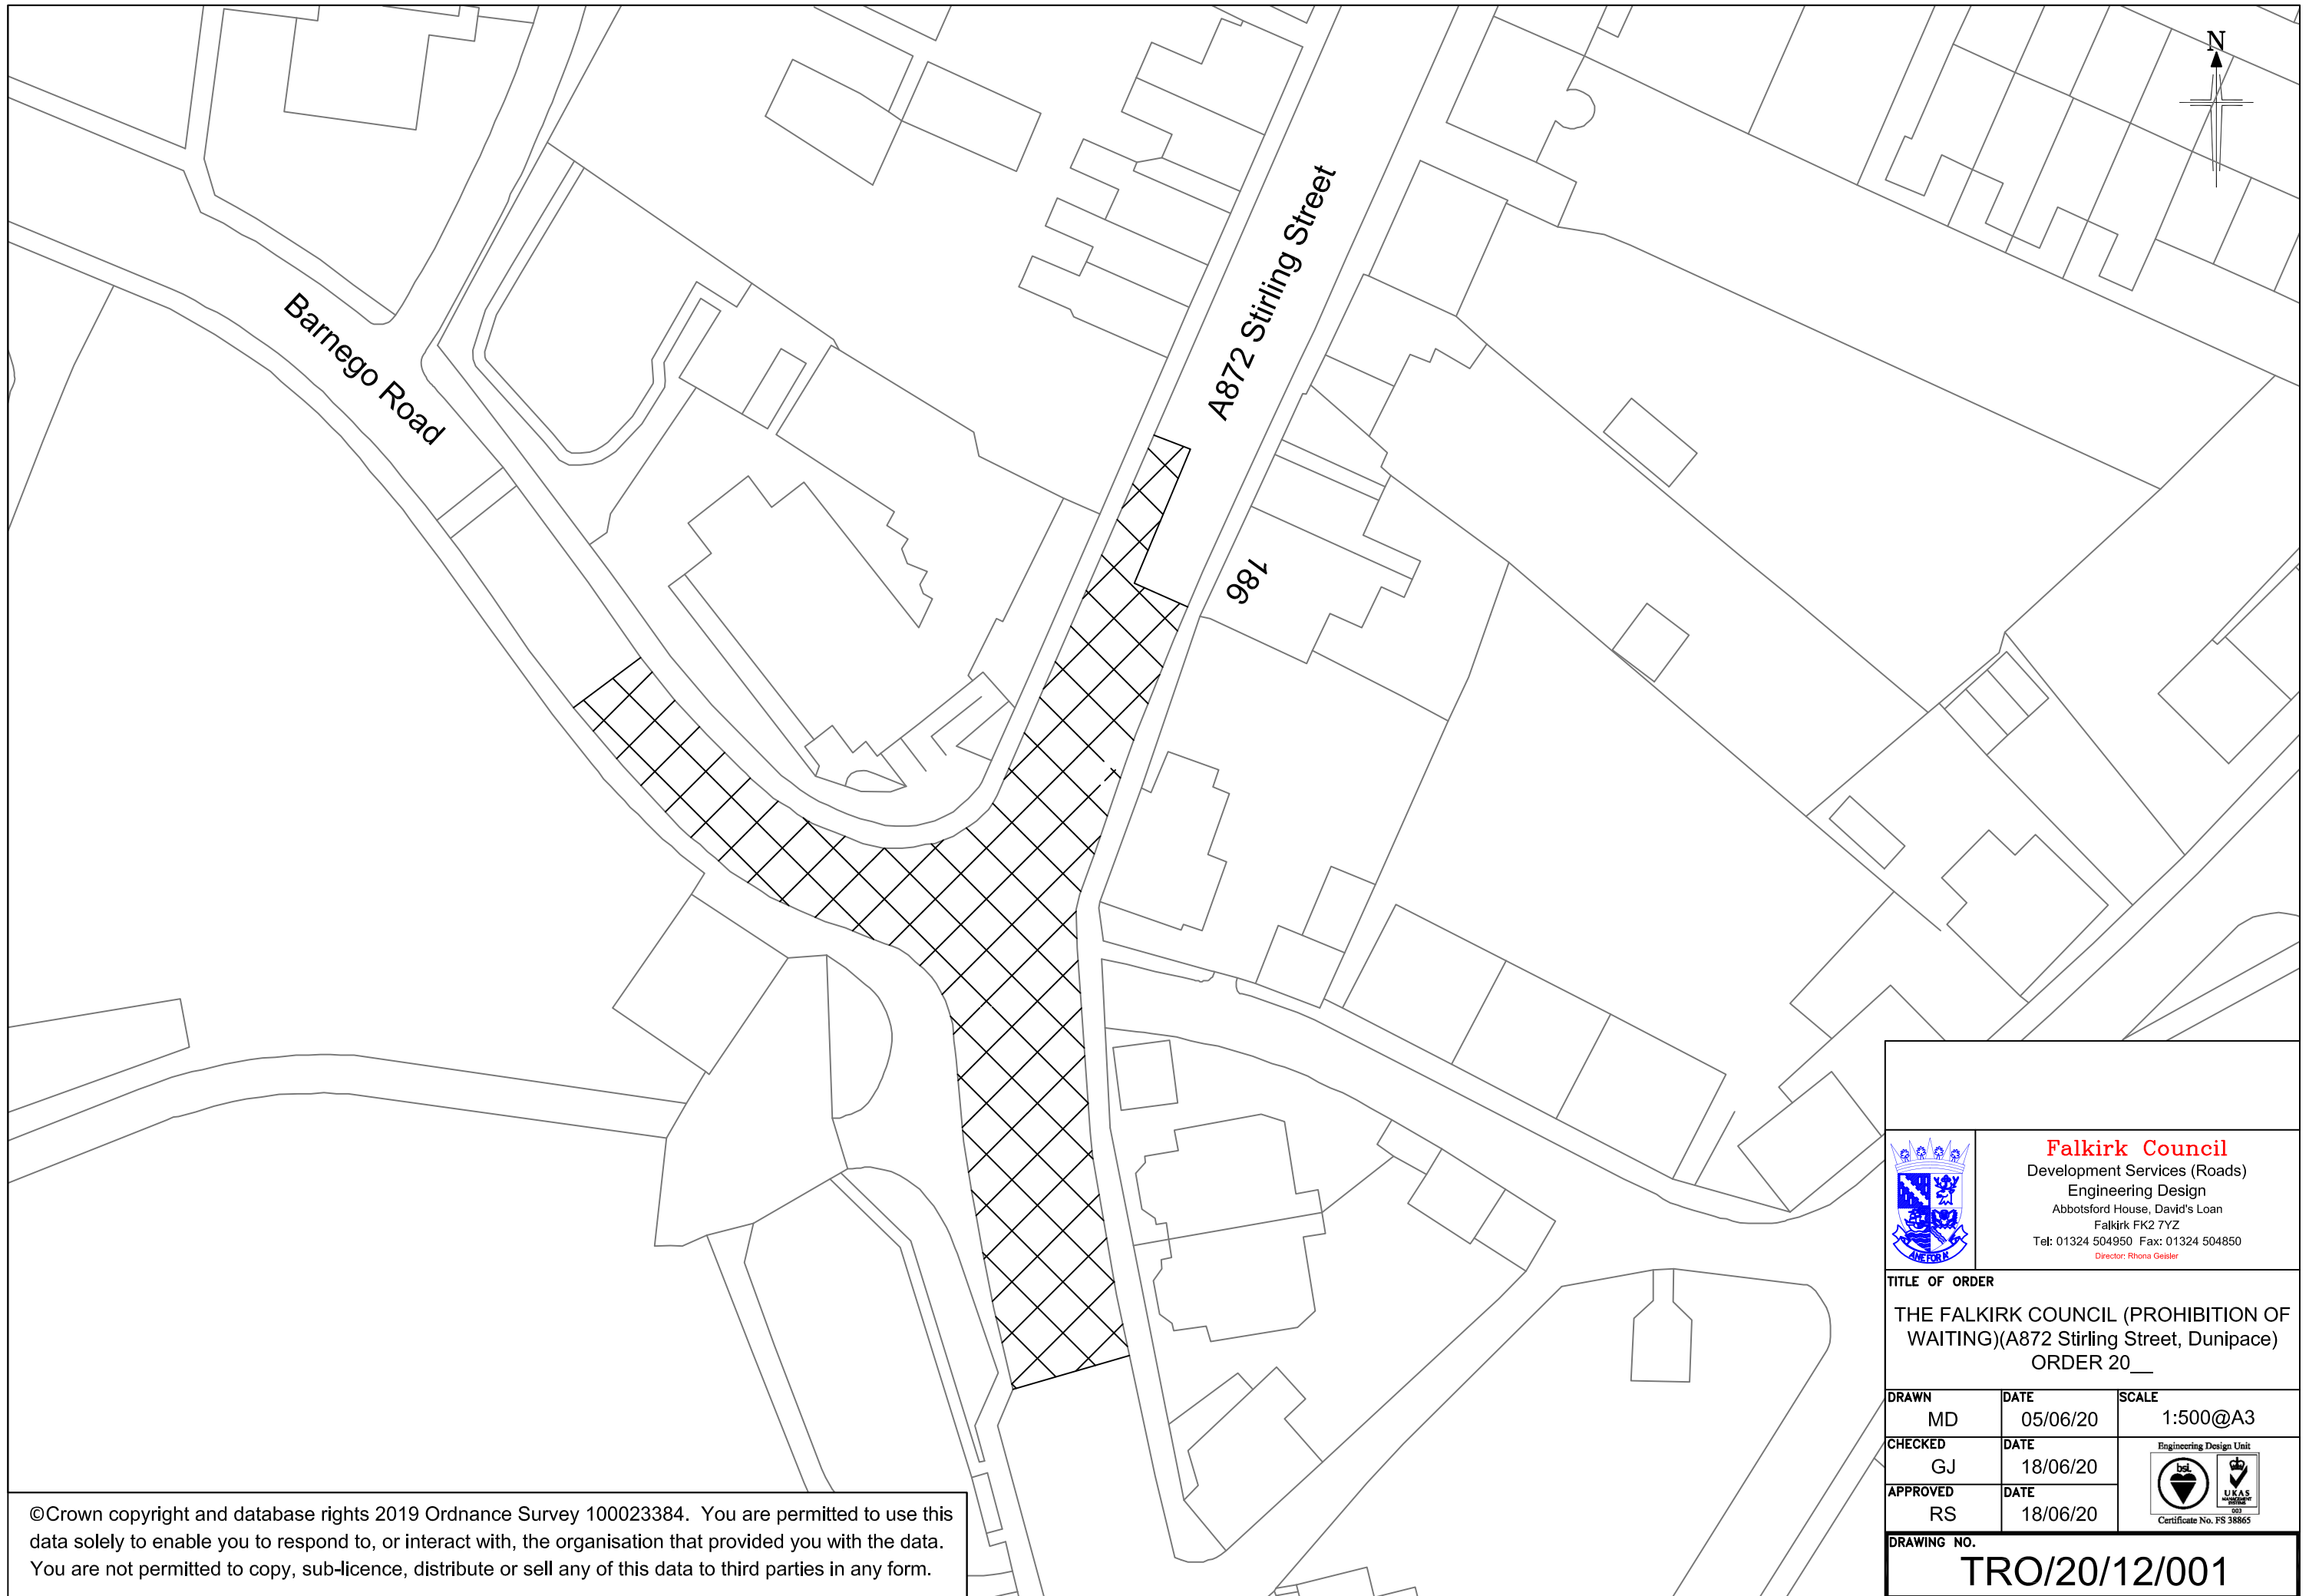 N
Barnego Road
A872 Stirling Street
186
Falkirk Council
Development Services (Roads)
Engineering Design
Abbotsford House, David's Loan
Falkirk FK2 7YZ
Tel: 01324 504950 Fax: 01324 504850
Director: Rhona Geisler
ANE FOR A'
TITLE OF ORDER
THE FALKIRK COUNCIL (PROHIBITION OF
WAITING)(A872 Stirling Street, Dunipace)
ORDER 20__
DRAWN DATE SCALE
MD 05/06/20 1:500@A3
CHECKED DATE
GJ 18/06/20
APPROVED DATE
RS 18/06/20
Engineering Design Unit
bsi.
UKAS
MANAGEMENT
SYSTEMS
003
Certificate No. FS 38865
DRAWING NO.
TRO/20/12/001
©Crown copyright and database rights 2019 Ordnance Survey 100023384. You are permitted to use this
data solely to enable you to respond to, or interact with, the organisation that provided you with the data.
You are not permitted to copy, sub-licence, distribute or sell any of this data to third parties in any form.